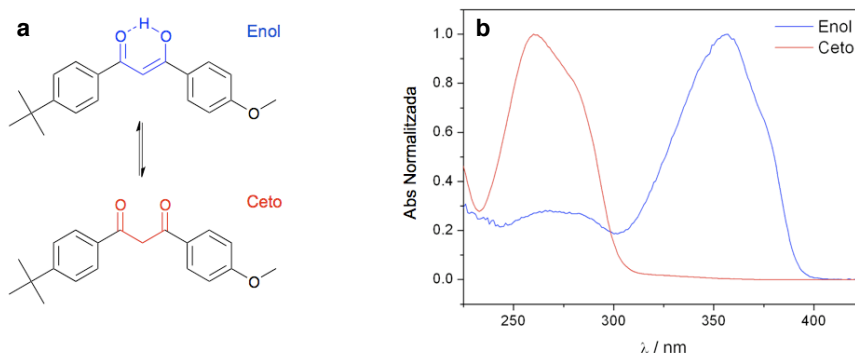 a
O H O
Enol
O
O O
Ceto
O
b
Enol
Ceto
Abs Normalitzada
1.0
0.8
0.6
0.4
0.2
0.0
250 300 350 400
λ / nm